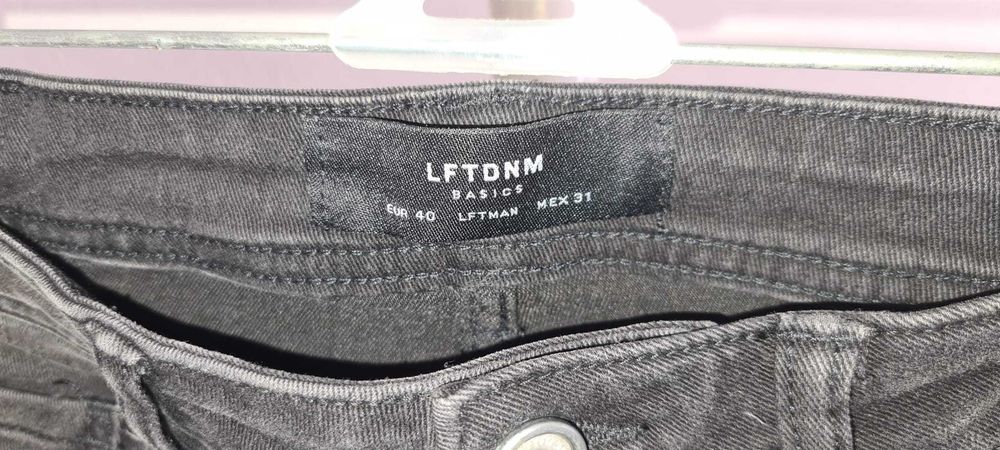 LFTDNM
BASICS
EUR 40 LFTMAN MEX 31